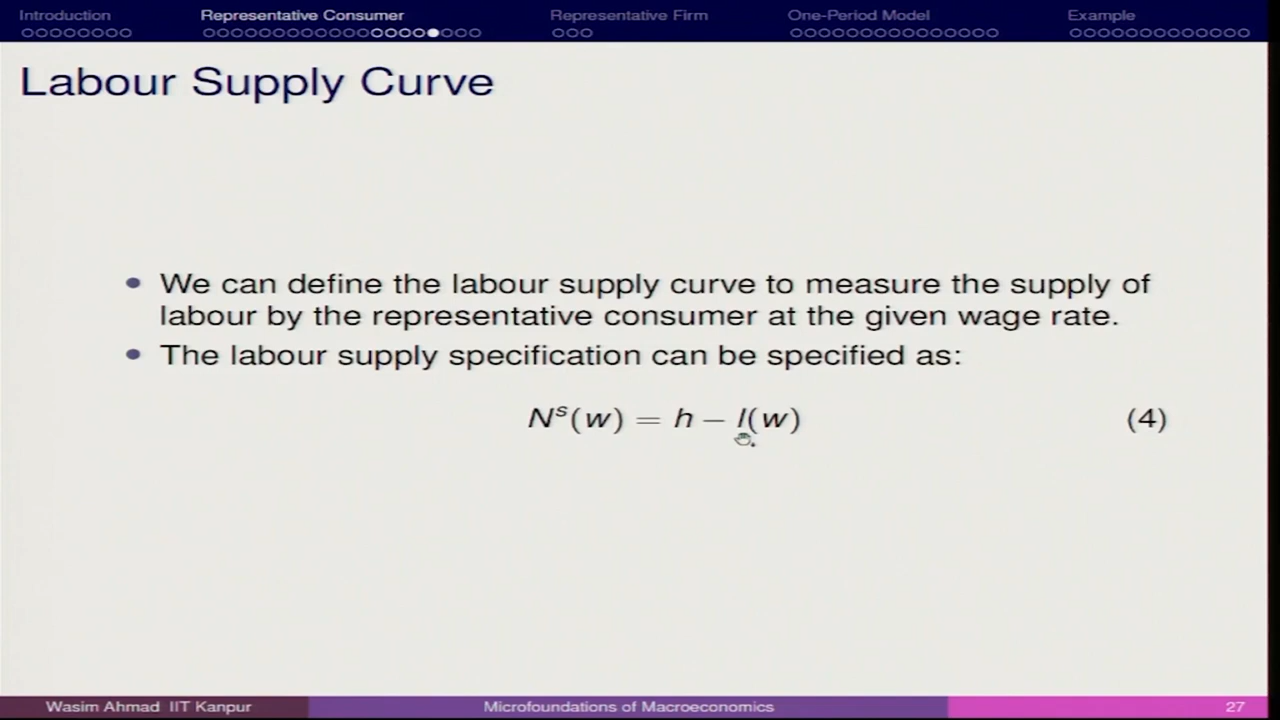 Introduction Representative Consumer Representative Firm One-Period Model Example
Labour Supply Curve
We can define the labour supply curve to measure the supply of
labour by the representative consumer at the given wage rate.
The labour supply specification can be specified as:
Nˢ(w) = h − l(w) (4)
Wasim Ahmad IIT Kanpur Microfoundations of Macroeconomics 27